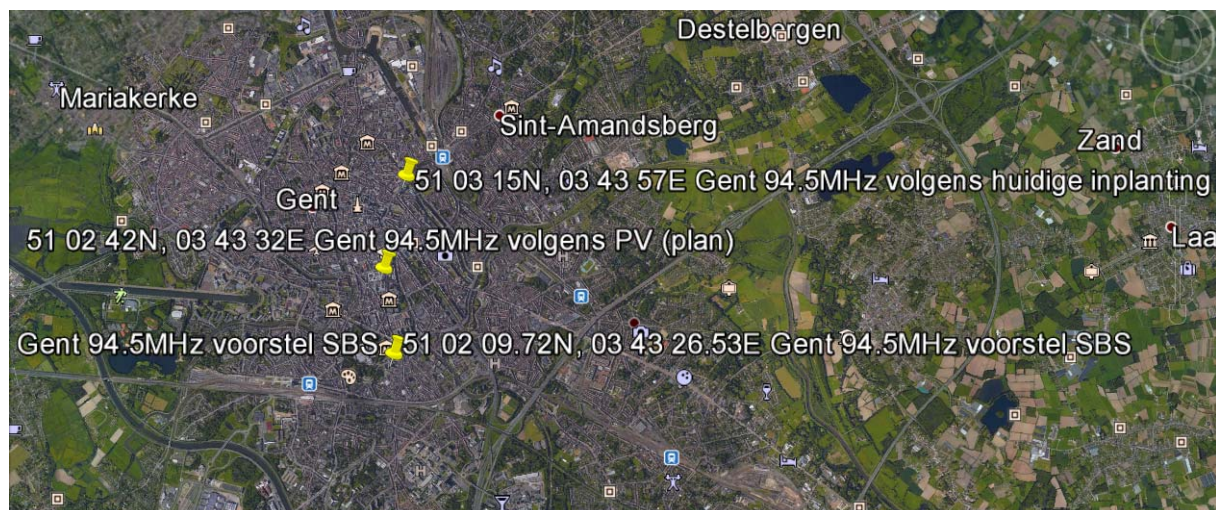 Destelbergen
Mariakerke
Sint-Amandsberg
Zand
51 03 15N, 03 43 57E Gent 94.5MHz volgens huidige inplanting
Gent
51 02 42N, 03 43 32E Gent 94.5MHz volgens PV (plan)
Laa
Gent 94.5MHz voorstel SBS 51 02 09.72N, 03 43 26.53E Gent 94.5MHz voorstel SBS